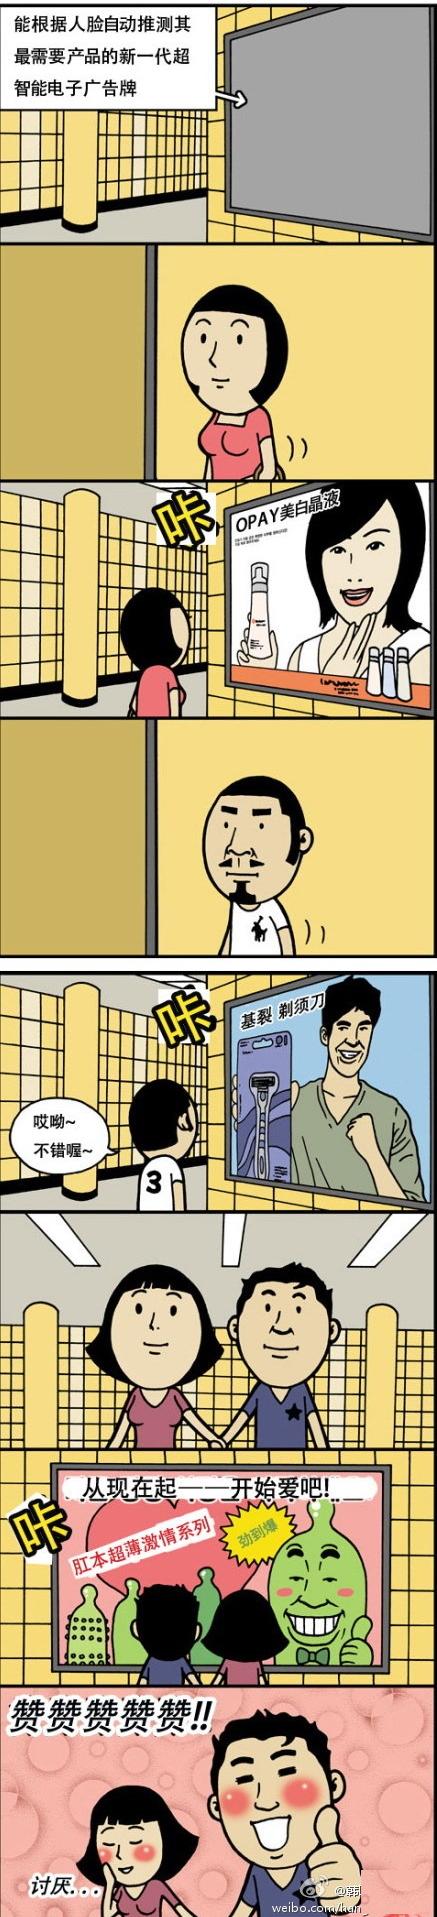 能根据人脸自动推测其
最需要产品的新一代超
智能电子广告牌
咔
OPAY美白晶液
咔
基裂 剃须刀
哎呦~
不错喔~
3
咔
从现在起——开始爱吧!
肛本超薄激情系列
劲到爆
赞赞赞赞赞!!
讨厌...
weibo.com/hun